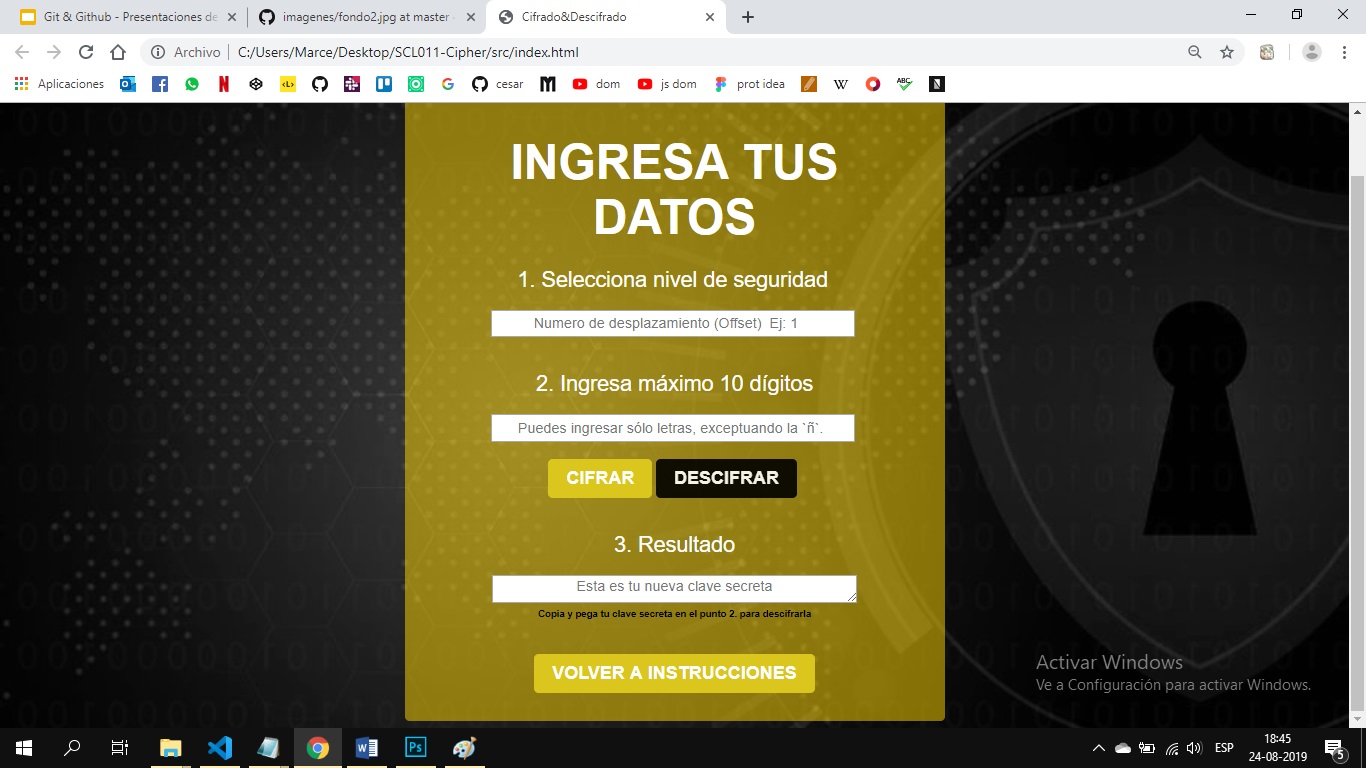 Git & Github - Presentaciones de
imagenes/fondo2.jpg at master
Cifrado&Descifrado
Archivo
C:/Users/Marce/Desktop/SCL011-Cipher/src/index.html
Aplicaciones
cesar
dom
js dom
prot idea
W
ABC
INGRESA TUS
DATOS
1. Selecciona nivel de seguridad
Numero de desplazamiento (Offset) Ej: 1
2. Ingresa máximo 10 dígitos
Puedes ingresar sólo letras, exceptuando la `ñ`.
CIFRAR
DESCIFRAR
3. Resultado
Esta es tu nueva clave secreta
Copia y pega tu clave secreta en el punto 2. para descifrarla
VOLVER A INSTRUCCIONES
Activar Windows
Ve a Configuración para activar Windows.
ESP
18:45
24-08-2019
5